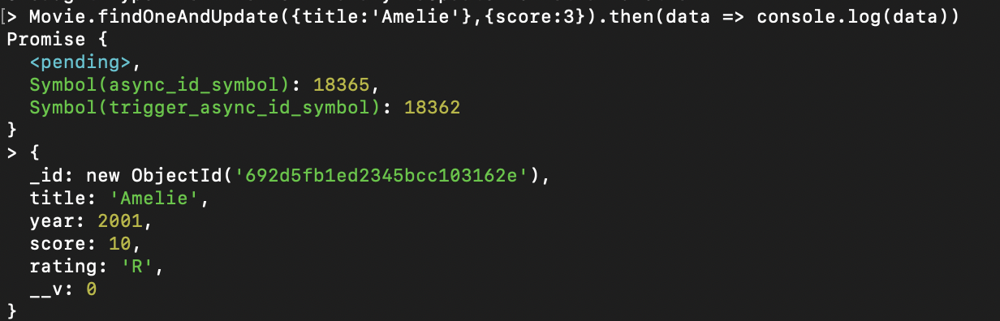 [> Movie.findOneAndUpdate({title:'Amelie'},{score:3}).then(data => console.log(data))
Promise {
  <pending>,
  Symbol(async_id_symbol): 18365,
  Symbol(trigger_async_id_symbol): 18362
}
> {
  _id: new ObjectId('692d5fb1ed2345bcc103162e'),
  title: 'Amelie',
  year: 2001,
  score: 10,
  rating: 'R',
  __v: 0
}